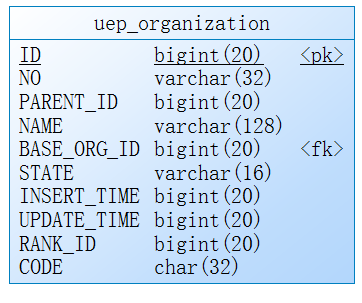 uep_organization
ID bigint(20) <pk>
NO varchar(32)
PARENT_ID bigint(20)
NAME varchar(128)
BASE_ORG_ID bigint(20) <fk>
STATE varchar(16)
INSERT_TIME bigint(20)
UPDATE_TIME bigint(20)
RANK_ID bigint(20)
CODE char(32)